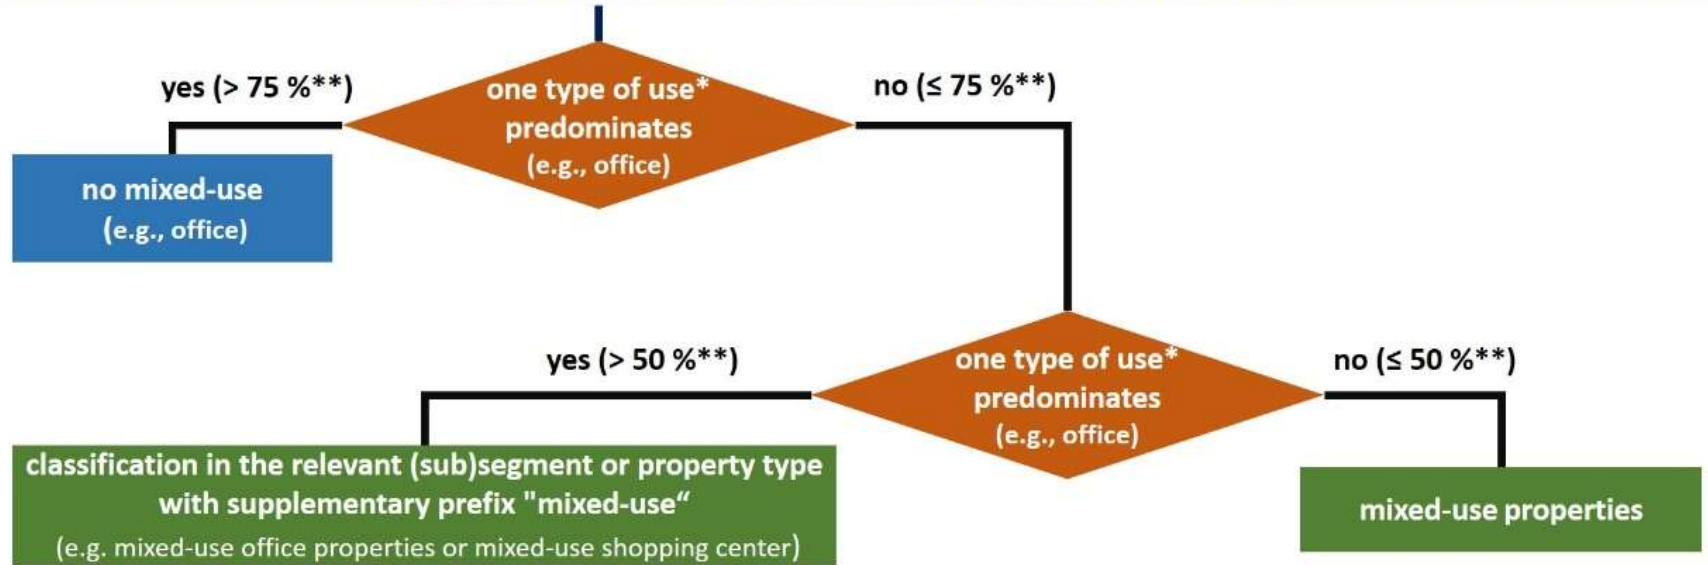 yes (> 75 %**)
one type of use*
predominates
(e.g., office)
no (≤ 75 %**)
no mixed-use
(e.g., office)
yes (> 50 %**)
one type of use*
predominates
(e.g., office)
no (≤ 50 %**)
classification in the relevant (sub)segment or property type
with supplementary prefix "mixed-use“
(e.g. mixed-use office properties or mixed-use shopping center)
mixed-use properties